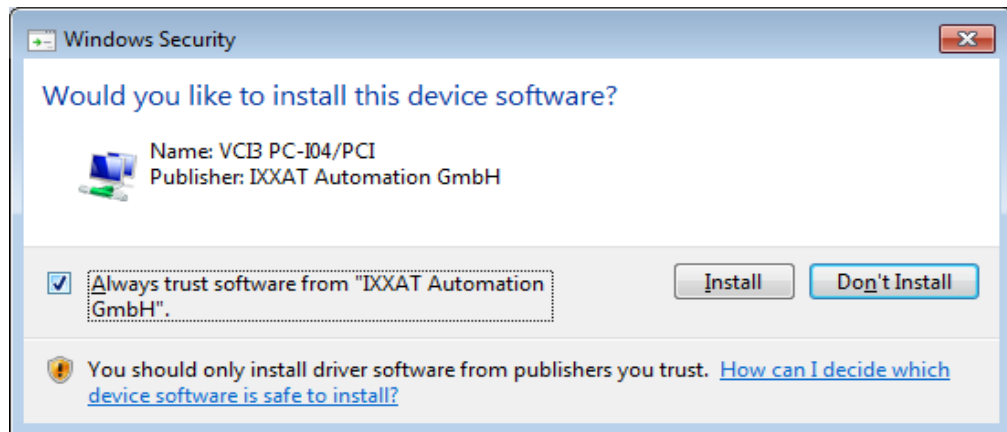 Windows Security
Would you like to install this device software?
Name: VCI3 PC-I04/PCI
Publisher: IXXAT Automation GmbH
Always trust software from "IXXAT Automation
GmbH".
Install
Don't Install
You should only install driver software from publishers you trust. How can I decide which
device software is safe to install?